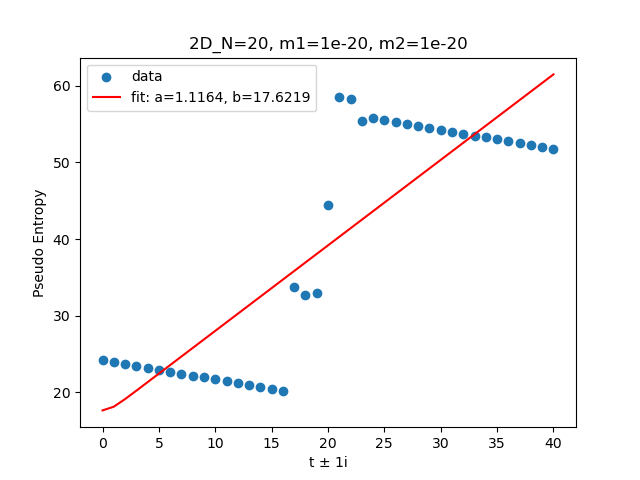 2D_N=20, m1=1e-20, m2=1e-20
data
fit: a=1.1164, b=17.6219
Pseudo Entropy
60
50
40
30
20
0 5 10 15 20 25 30 35 40
t ± 1i